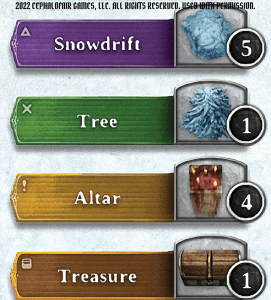 2022 CEPHALOFAIR GAMES, LLC. ALL RIGHTS RESERVED. USED WITH PERMISSION.
Snowdrift 5
Tree 1
! Altar 4
Treasure 1